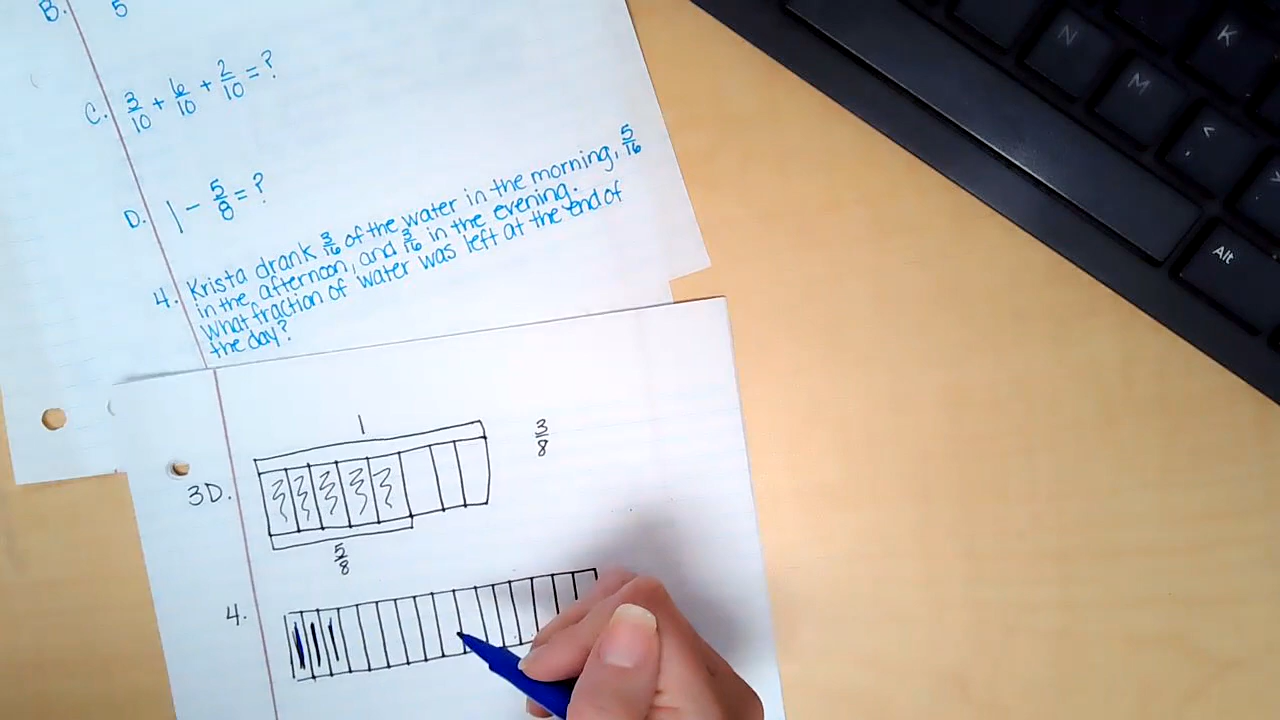 B. 5
C. 3/10 + 6/10 + 2/10 = ?
D. 1 - 5/8 = ?
4. Krista drank 3/16 of the water in the morning, 5/16
in the afternoon, and 3/16 in the evening.
What fraction of water was left at the end of
the day?
1
3D. 3/8
5/8
4.
N
K
M
<
,
Alt